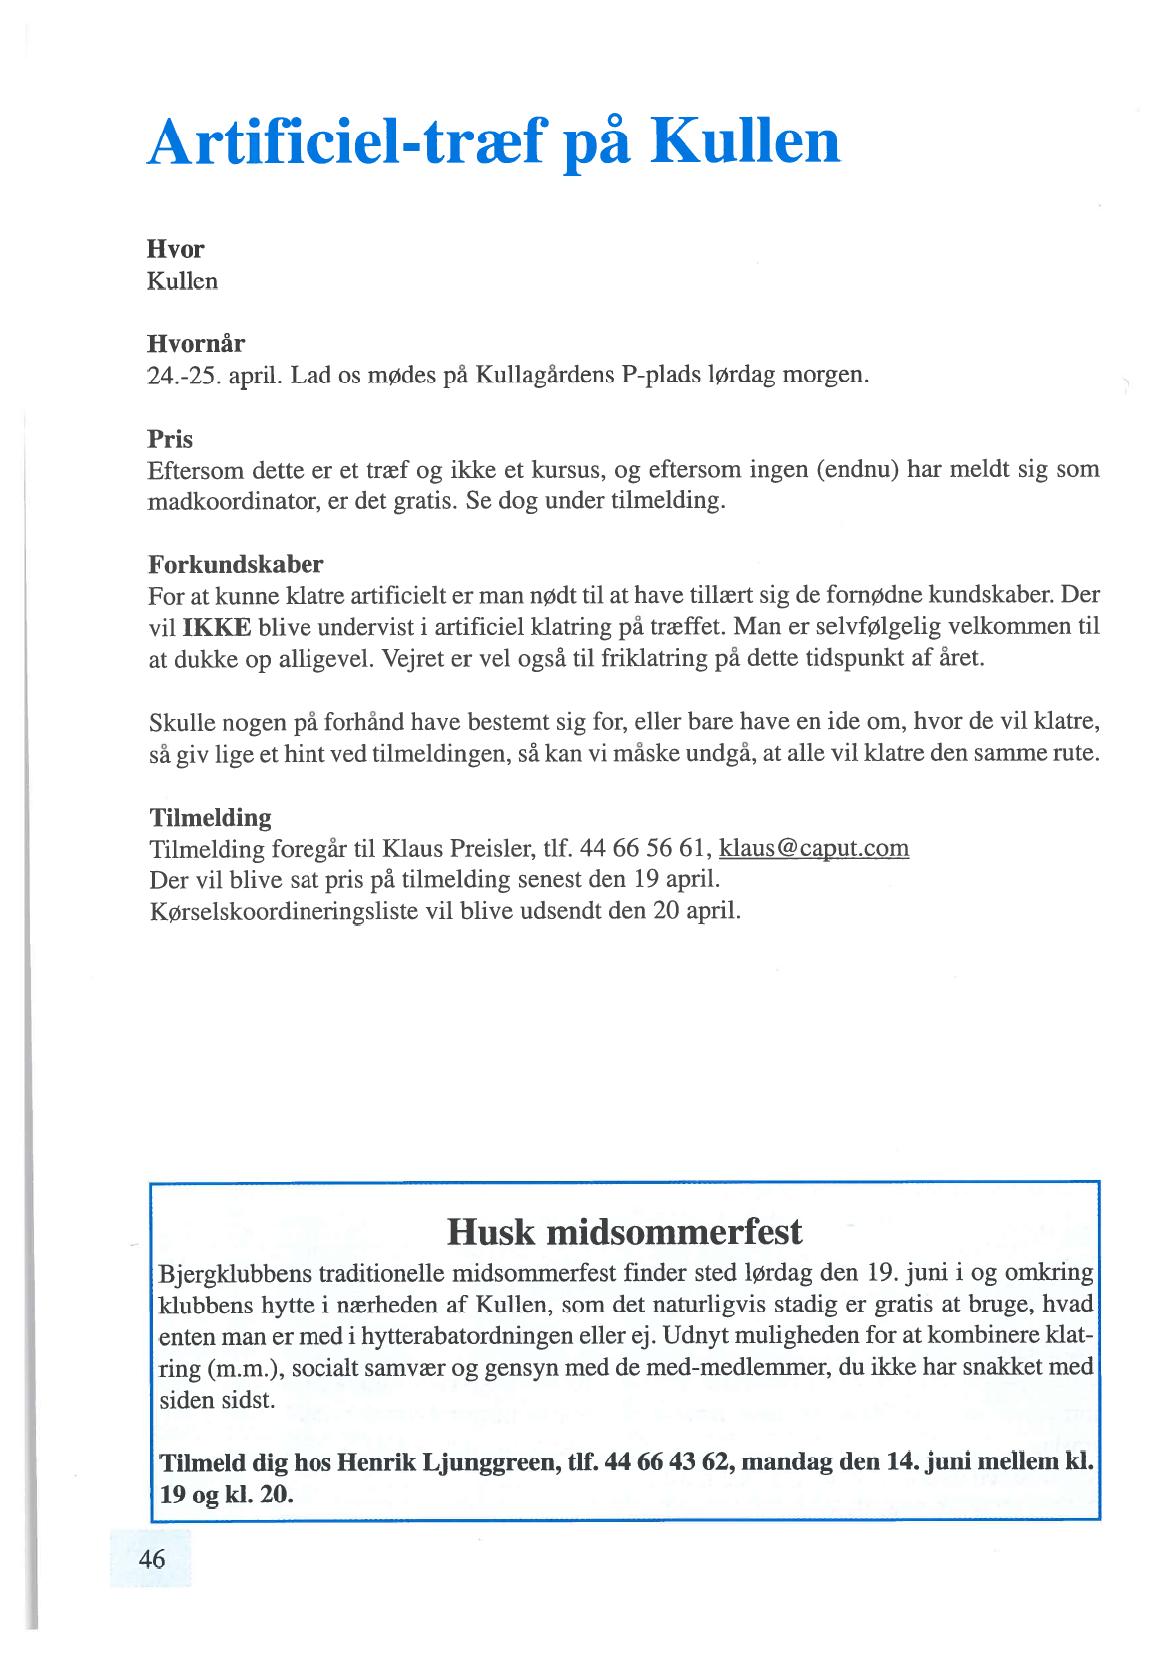 Artificiel-træf på Kullen
Hvor
Kullen
Hvornår
24.-25. april. Lad os mødes på Kullagårdens P-plads lørdag morgen.
Pris
Eftersom dette er et træf og ikke et kursus, og eftersom ingen (endnu) har meldt sig som
madkoordinator, er det gratis. Se dog under tilmelding.
Forkundskaber
For at kunne klatre artificielt er man nødt til at have tillært sig de fornødne kundskaber. Der
vil IKKE blive undervist i artificiel klatring på træffet. Man er selvfølgelig velkommen til
at dukke op alligevel. Vejret er vel også til friklatring på dette tidspunkt af året.
Skulle nogen på forhånd have bestemt sig for, eller bare have en ide om, hvor de vil klatre,
så giv lige et hint ved tilmeldingen, så kan vi måske undgå, at alle vil klatre den samme rute.
Tilmelding
Tilmelding foregår til Klaus Preisler, tlf. 44 66 56 61, klaus@caput.com
Der vil blive sat pris på tilmelding senest den 19 april.
Kørselskoordineringsliste vil blive udsendt den 20 april.
Husk midsommerfest
Bjergklubbens traditionelle midsommerfest finder sted lørdag den 19. juni i og omkring
klubbens hytte i nærheden af Kullen, som det naturligvis stadig er gratis at bruge, hvad
enten man er med i hytterabatordningen eller ej. Udnyt muligheden for at kombinere klat-
ring (m.m.), socialt samvær og gensyn med de med-medlemmer, du ikke har snakket med
siden sidst.
Tilmeld dig hos Henrik Ljunggreen, tlf. 44 66 43 62, mandag den 14. juni mellem kl.
19 og kl. 20.
46